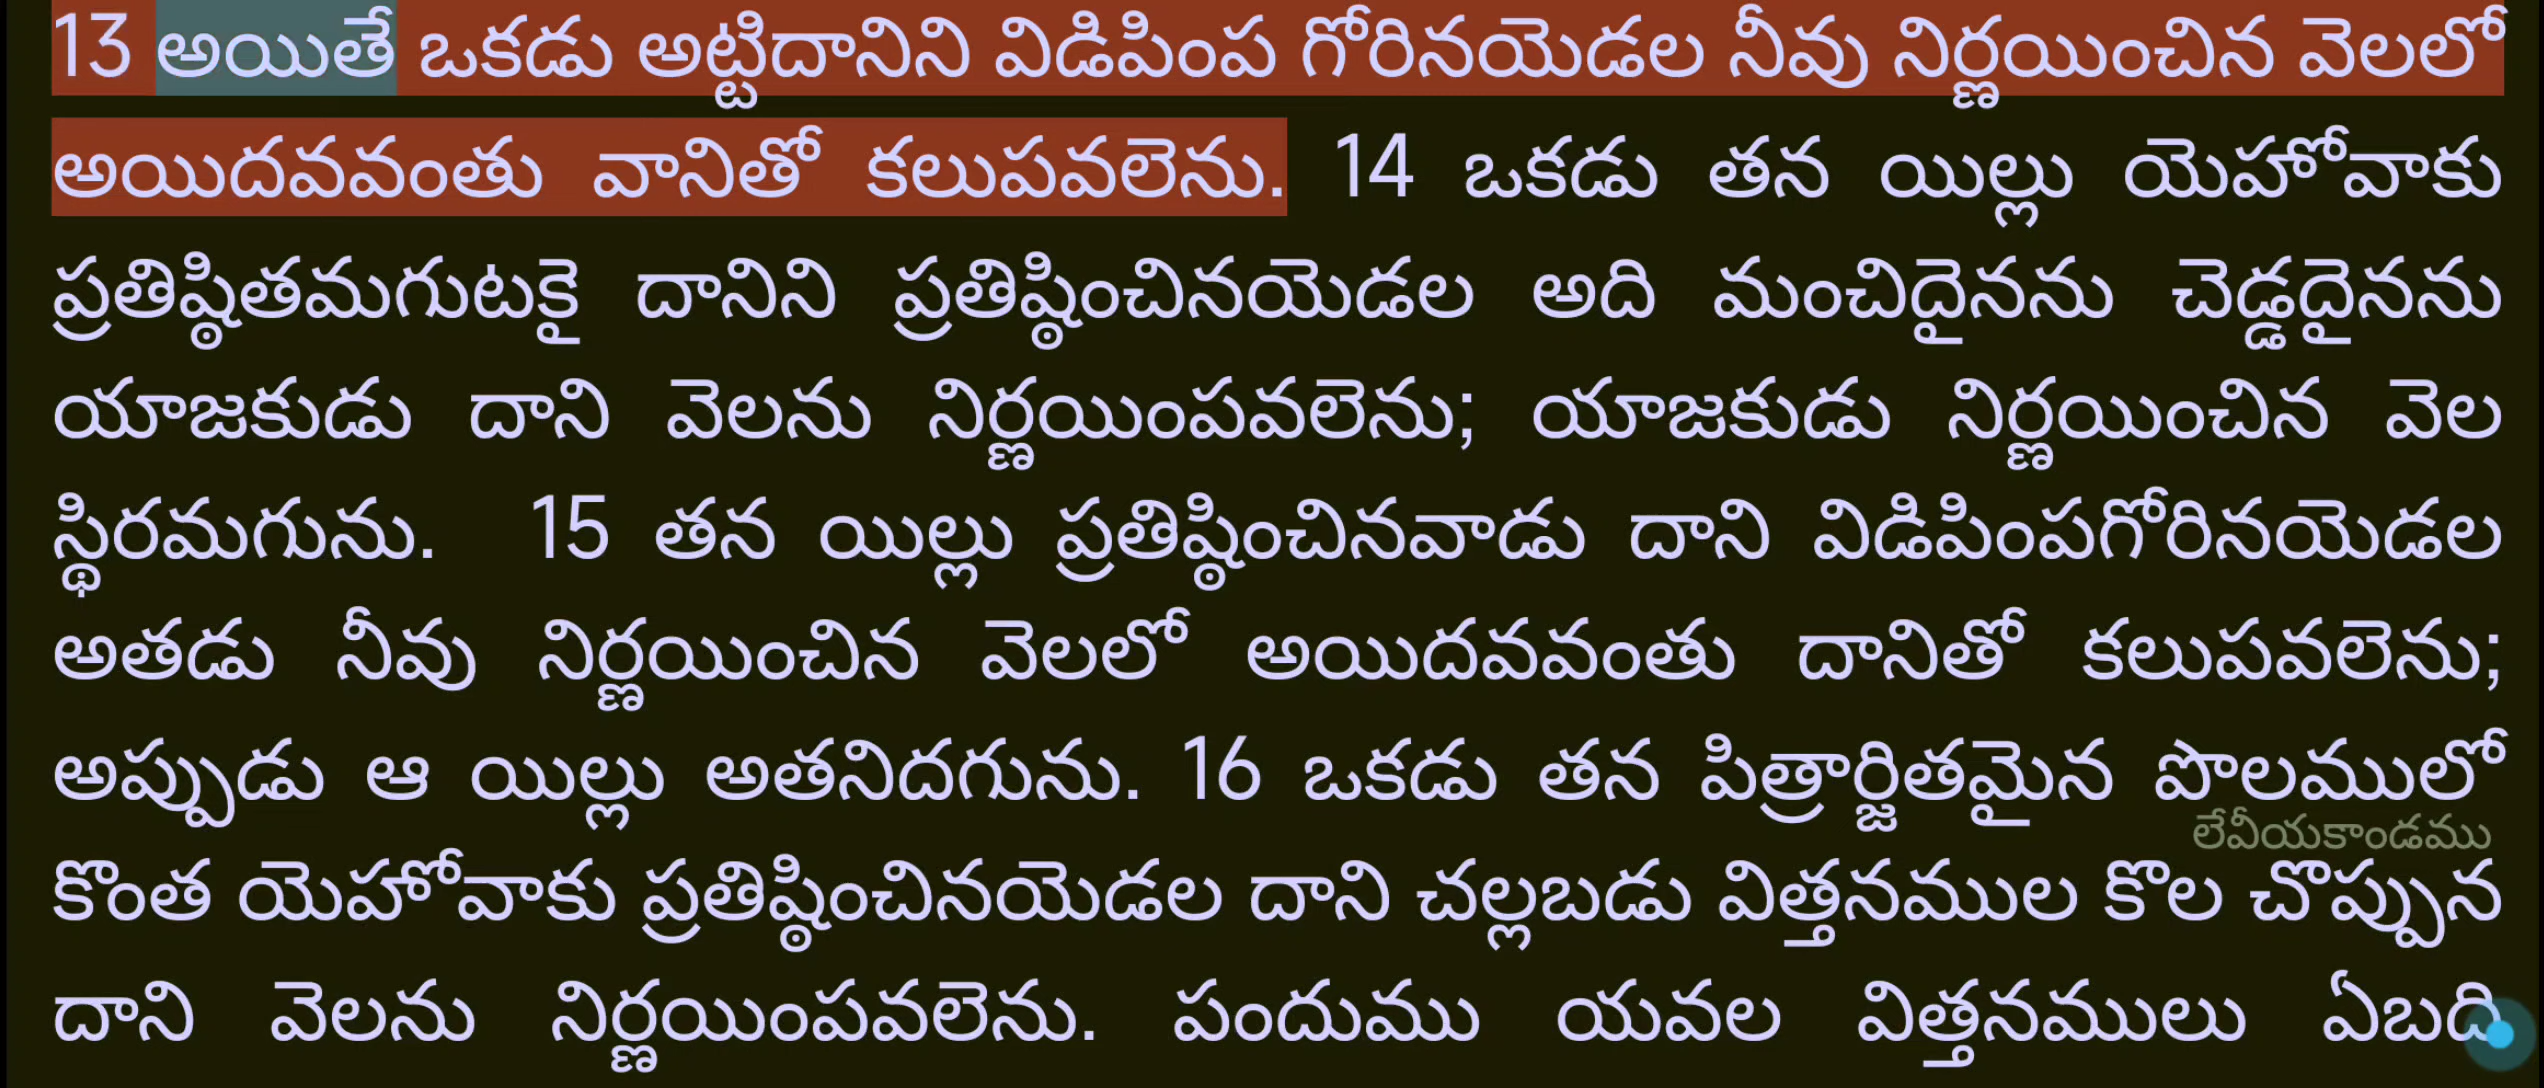 13 అయితే ఒకడు అట్టిదానిని విడిపింప గోరినయెడల నీవు నిర్ణయించిన వెలలో
అయిదవవంతు వానితో కలుపవలెను. 14 ఒకడు తన యిల్లు యెహోవాకు
ప్రతిష్ఠితమగుటకై దానిని ప్రతిష్ఠించినయెడల అది మంచిదైనను చెడ్డదైనను
యాజకుడు దాని వెలను నిర్ణయింపవలెను; యాజకుడు నిర్ణయించిన వెల
స్థిరమగును. 15 తన యిల్లు ప్రతిష్ఠించినవాడు దాని విడిపింపగోరినయెడల
అతడు నీవు నిర్ణయించిన వెలలో అయిదవవంతు దానితో కలుపవలెను;
అప్పుడు ఆ యిల్లు అతనిదగును. 16 ఒకడు తన పిత్రార్జితమైన పొలములో
లేవీయకాండము
కొంత యెహోవాకు ప్రతిష్ఠించినయెడల దాని చల్లబడు విత్తనముల కొల చొప్పున
దాని వెలను నిర్ణయింపవలెను. పందుము యవల విత్తనములు ఏబది